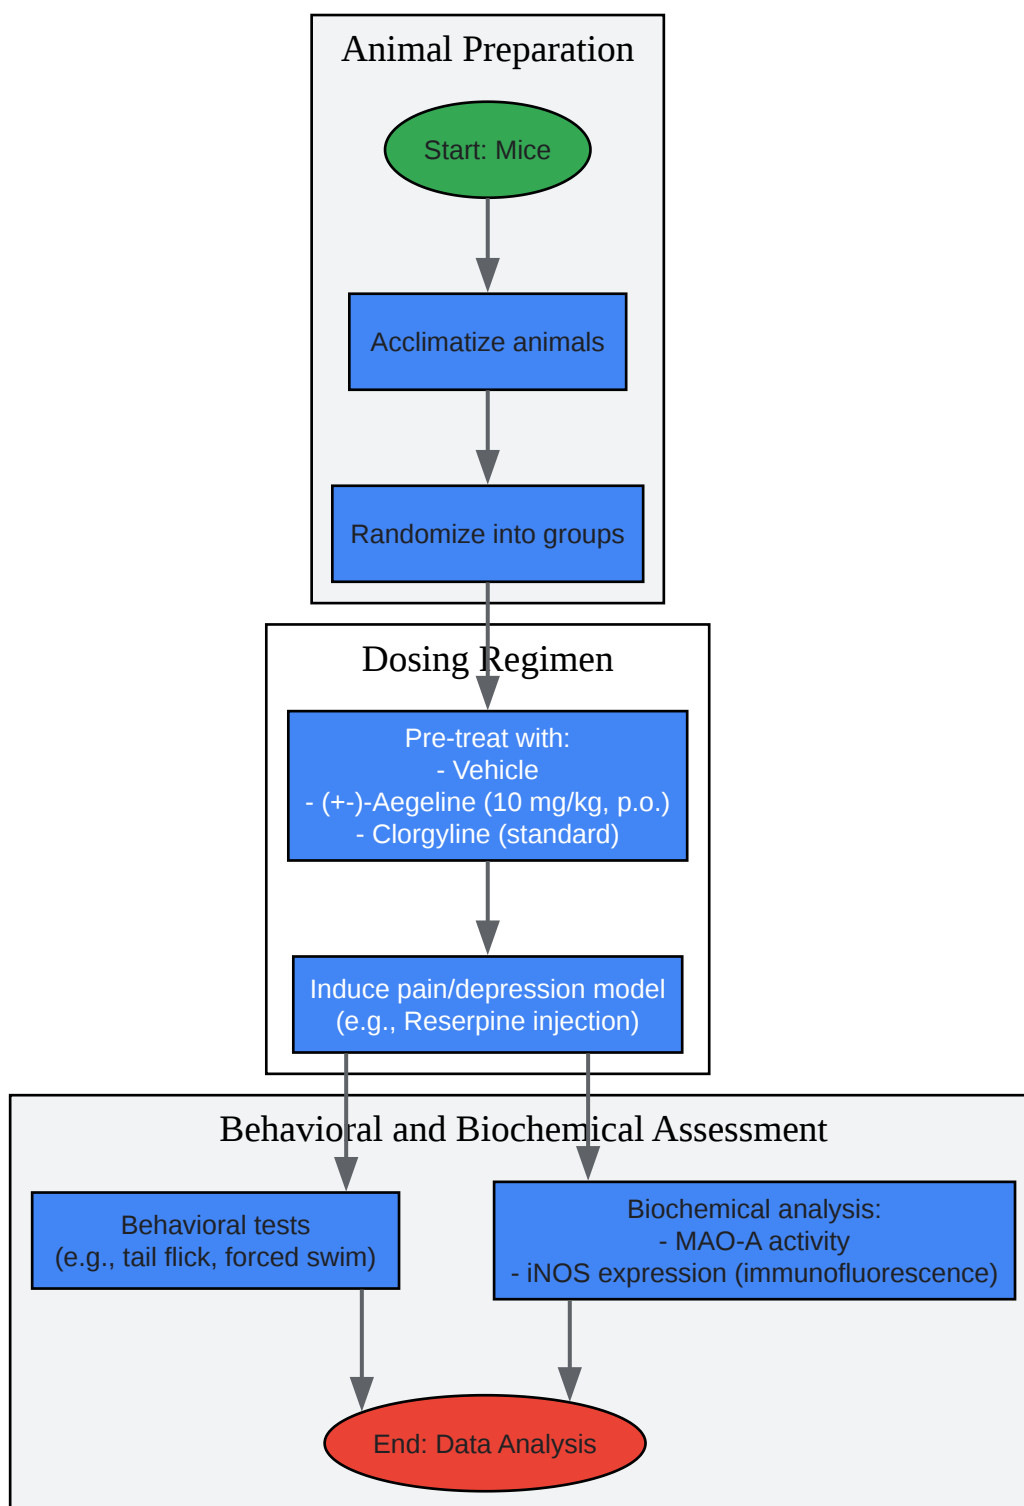 Animal Preparation
Start: Mice
Acclimatize animals
Randomize into groups
Dosing Regimen
Pre-treat with:
- Vehicle
- (+-)-Aegeline (10 mg/kg, p.o.)
- Clorgyline (standard)
Induce pain/depression model
(e.g., Reserpine injection)
Behavioral and Biochemical Assessment
Behavioral tests
(e.g., tail flick, forced swim)
Biochemical analysis:
- MAO-A activity
- iNOS expression (immunofluorescence)
End: Data Analysis